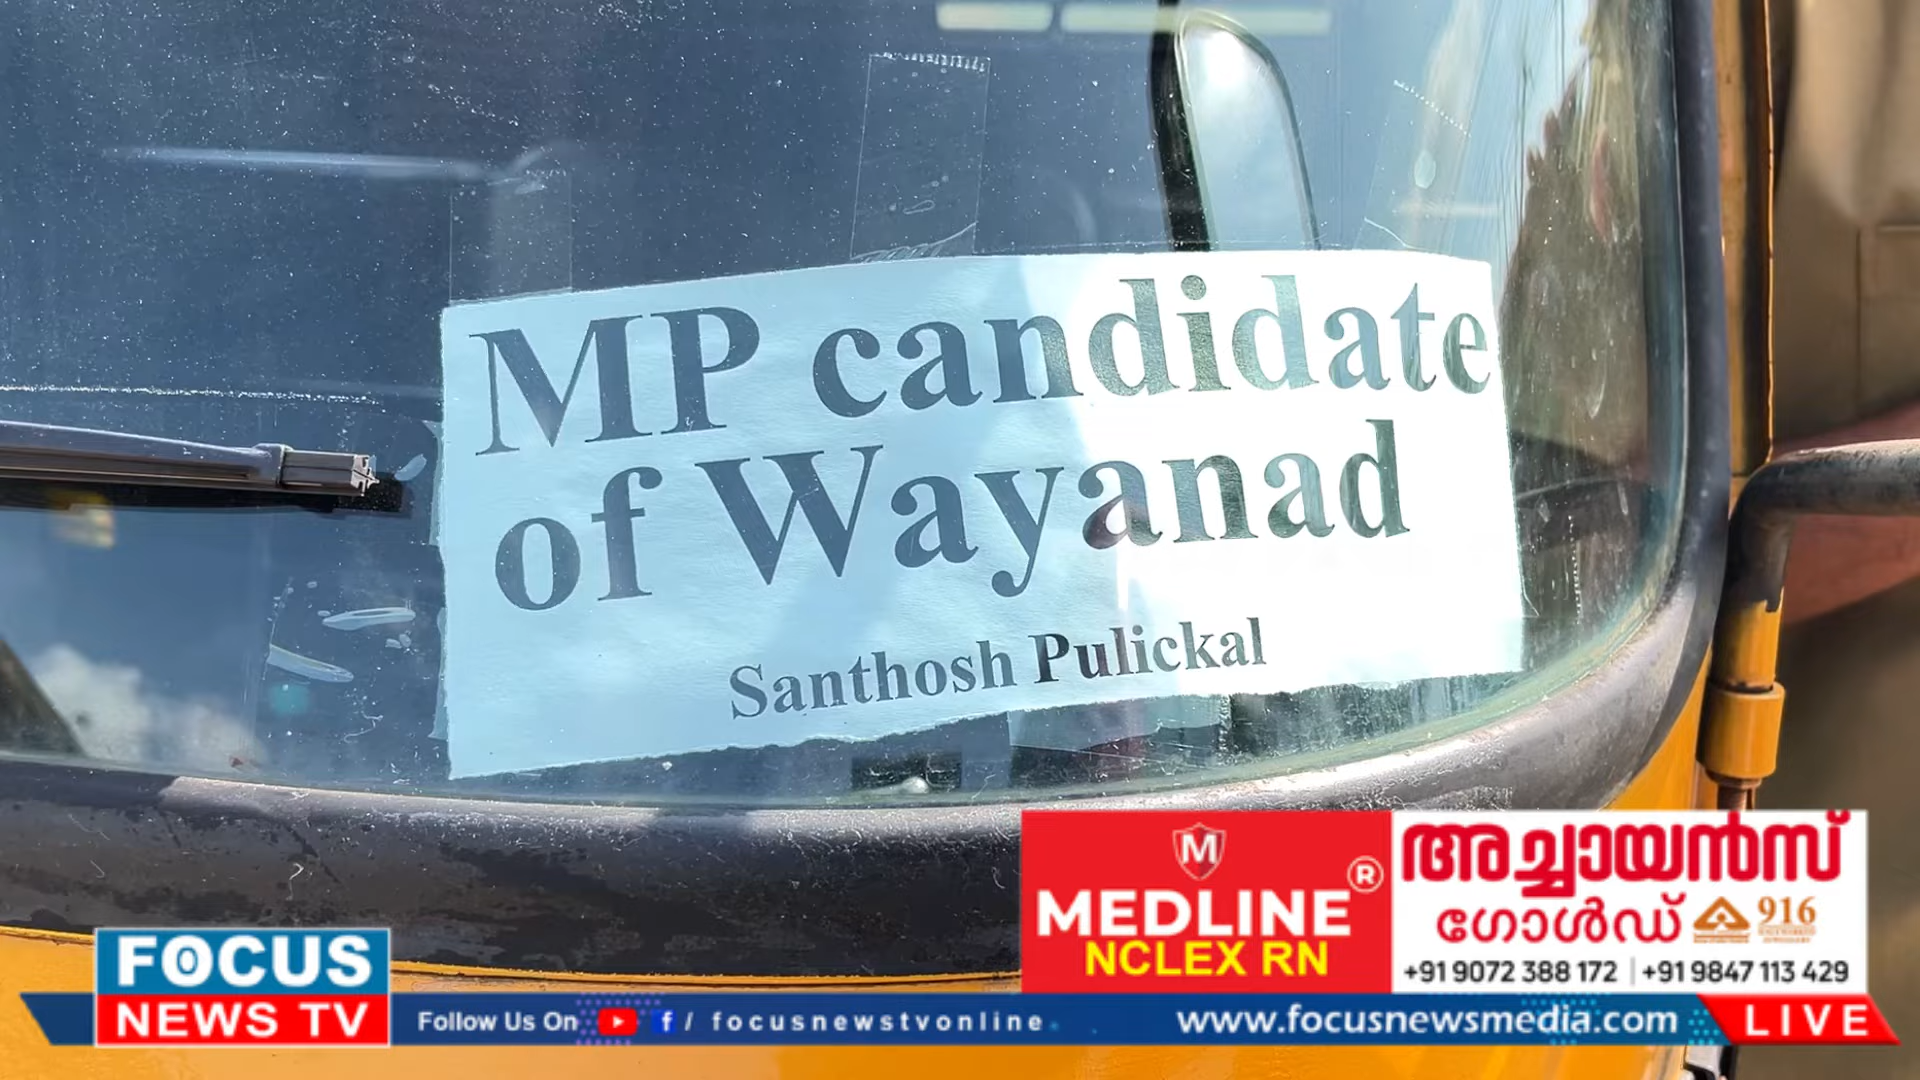 MP candidate
of Wayanad
Santhosh Pulickal
M
MEDLINE®
NCLEX RN
അച്ചായൻസ്
ഗോൾഡ് 916
+91 9072 388 172 | +91 9847 113 429
FOCUS
NEWS TV
Follow Us On f / focusnewstvonline
www.focusnewsmedia.com
LIVE